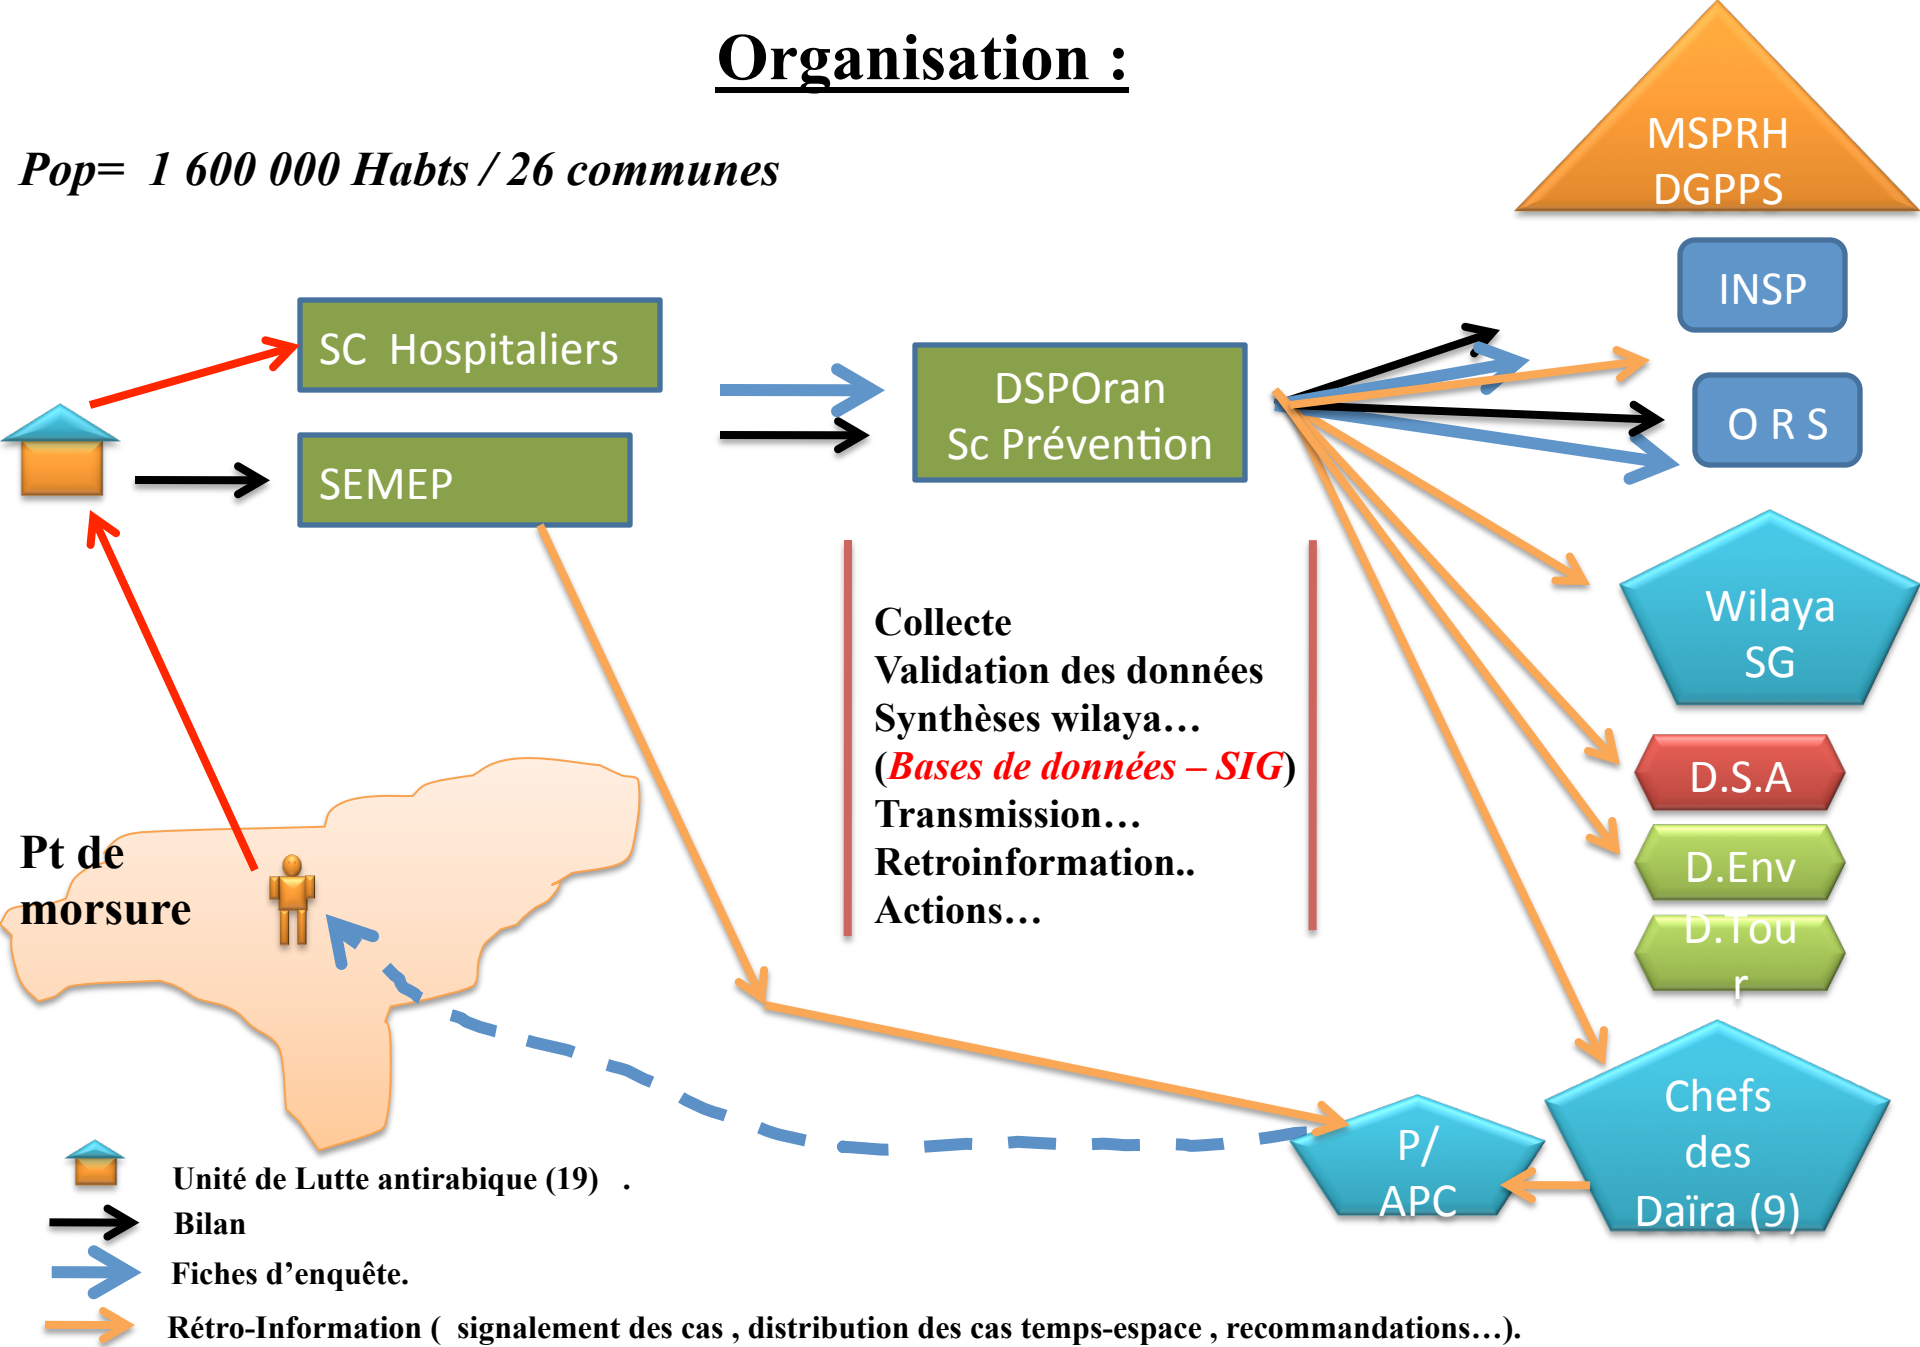 Organisation :
Pop= 1 600 000 Habts / 26 communes
MSPRH
DGPPS
INSP
SC Hospitaliers
DSPOran
Sc Prévention
O R S
SEMEP
Wilaya
SG
Collecte
Validation des données
Synthèses wilaya…
(Bases de données – SIG)
Transmission…
Retroinformation..
Actions…
D.S.A
D.Env
D.Tou
r
Pt de
morsure
Chefs
des
Daïra (9)
P/
APC
Unité de Lutte antirabique (19) .
Bilan
Fiches d’enquête.
Rétro-Information ( signalement des cas , distribution des cas temps-espace , recommandations…).